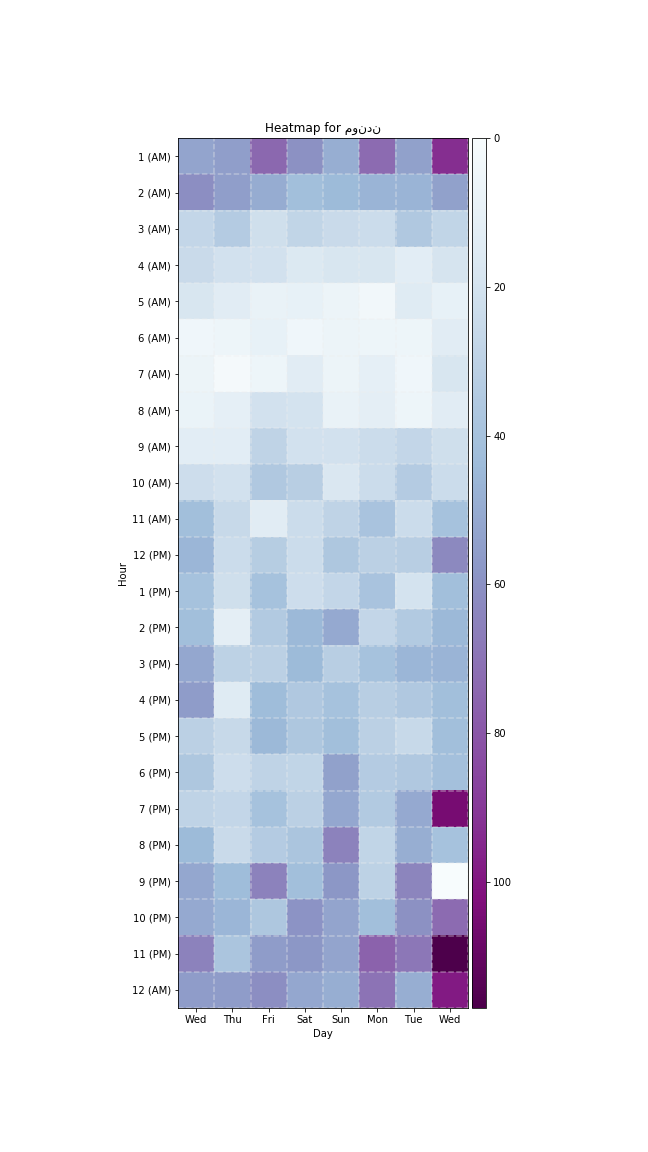 Heatmap for موندن
1 (AM)
2 (AM)
3 (AM)
4 (AM)
5 (AM)
6 (AM)
7 (AM)
8 (AM)
9 (AM)
10 (AM)
11 (AM)
12 (PM)
1 (PM)
2 (PM)
3 (PM)
4 (PM)
5 (PM)
6 (PM)
7 (PM)
8 (PM)
9 (PM)
10 (PM)
11 (PM)
12 (AM)
Hour
Wed Thu Fri Sat Sun Mon Tue Wed
Day
0
20
40
60
80
100